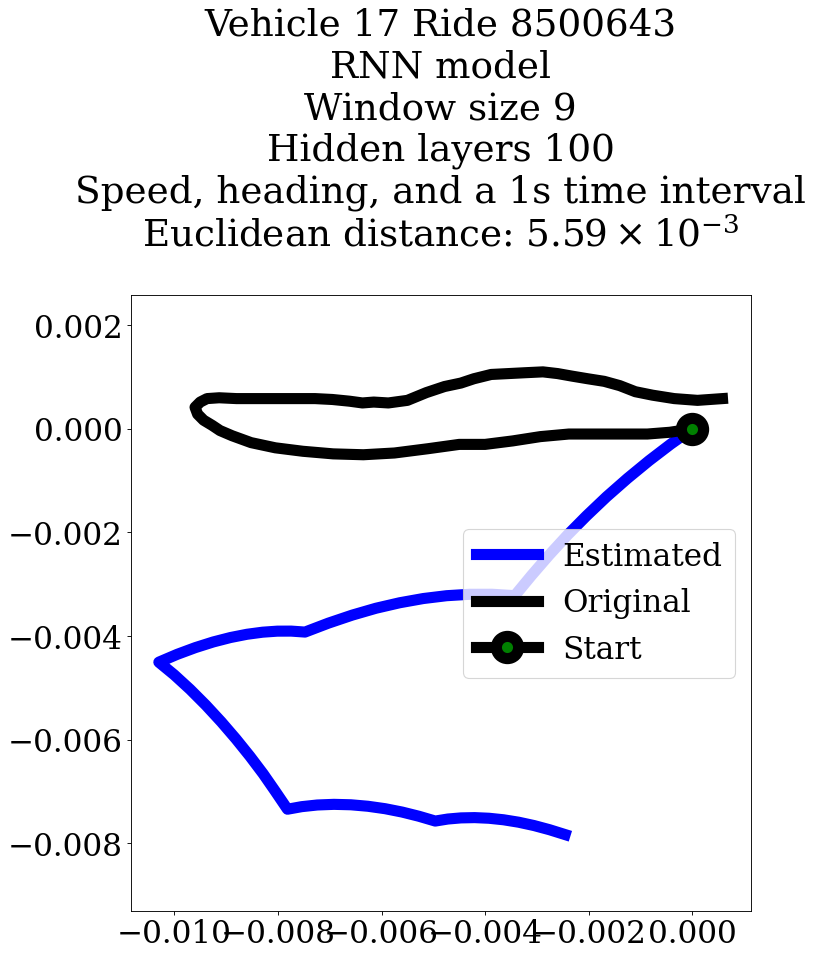 Vehicle 17 Ride 8500643
RNN model
Window size 9
Hidden layers 100
Speed, heading, and a 1s time interval
Euclidean distance: 5.59 × 10⁻³
0.002
0.000
−0.002
−0.004
−0.006
−0.008
Estimated
Original
Start
−0.010 −0.008 −0.006 −0.004 −0.002 0.000